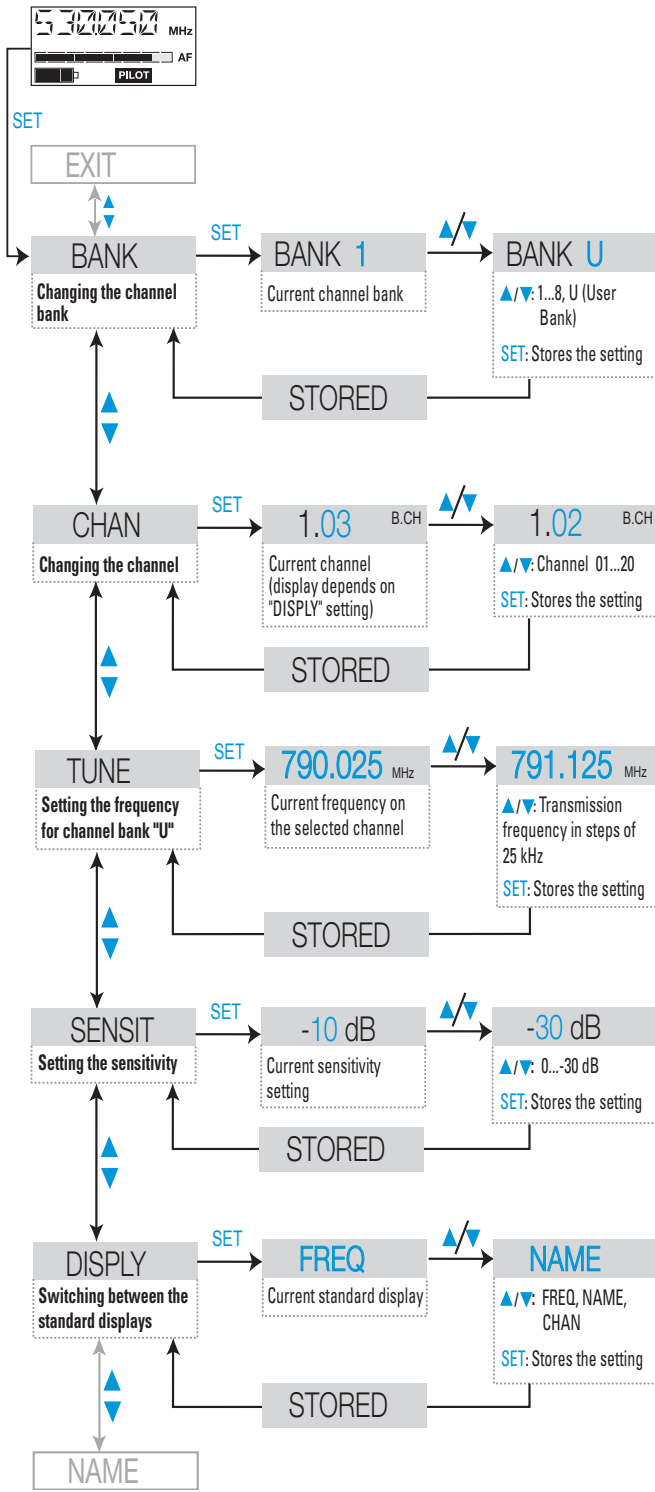 530.050 MHz
AF
PILOT
SET
EXIT
BANK
Changing the channel
bank
SET
BANK 1
Current channel bank
▲/▼
BANK U
▲/▼: 1...8, U (User
Bank)
SET: Stores the setting
STORED
CHAN
Changing the channel
SET
1.03 B.CH
Current channel
(display depends on
"DISPLY" setting)
▲/▼
1.02 B.CH
▲/▼: Channel 01...20
SET: Stores the setting
STORED
TUNE
Setting the frequency
for channel bank "U"
SET
790.025 MHz
Current frequency on
the selected channel
▲/▼
791.125 MHz
▲/▼: Transmission
frequency in steps of
25 kHz
SET: Stores the setting
STORED
SENSIT
Setting the sensitivity
SET
-10 dB
Current sensitivity
setting
▲/▼
-30 dB
▲/▼: 0...-30 dB
SET: Stores the setting
STORED
DISPLY
Switching between the
standard displays
SET
FREQ
Current standard display
▲/▼
NAME
▲/▼: FREQ, NAME,
CHAN
SET: Stores the setting
STORED
NAME